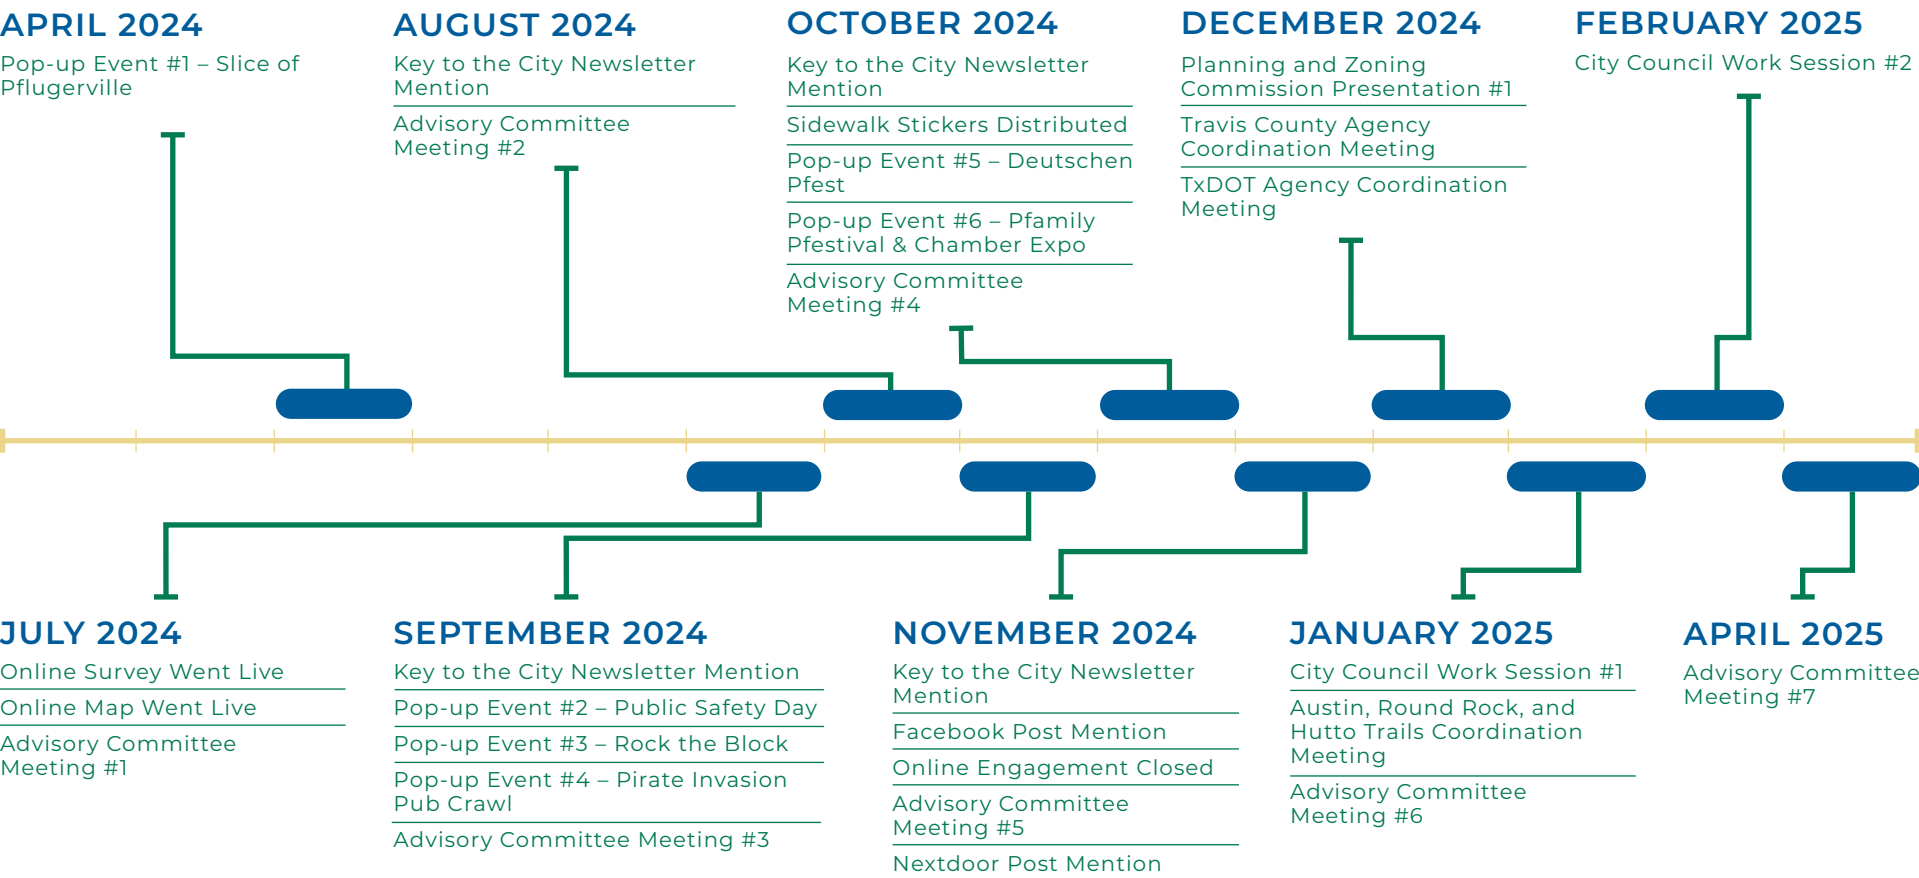 APRIL 2024
Pop-up Event #1 – Slice of
Pflugerville
AUGUST 2024
Key to the City Newsletter
Mention
Advisory Committee
Meeting #2
OCTOBER 2024
Key to the City Newsletter
Mention
Sidewalk Stickers Distributed
Pop-up Event #5 – Deutschen
Pfest
Pop-up Event #6 – Pfamily
Pfestival & Chamber Expo
Advisory Committee
Meeting #4
DECEMBER 2024
Planning and Zoning
Commission Presentation #1
Travis County Agency
Coordination Meeting
TxDOT Agency Coordination
Meeting
FEBRUARY 2025
City Council Work Session #2
JULY 2024
Online Survey Went Live
Online Map Went Live
Advisory Committee
Meeting #1
SEPTEMBER 2024
Key to the City Newsletter Mention
Pop-up Event #2 – Public Safety Day
Pop-up Event #3 – Rock the Block
Pop-up Event #4 – Pirate Invasion
Pub Crawl
Advisory Committee Meeting #3
NOVEMBER 2024
Key to the City Newsletter
Mention
Facebook Post Mention
Online Engagement Closed
Advisory Committee
Meeting #5
Nextdoor Post Mention
JANUARY 2025
City Council Work Session #1
Austin, Round Rock, and
Hutto Trails Coordination
Meeting
Advisory Committee
Meeting #6
APRIL 2025
Advisory Committee
Meeting #7